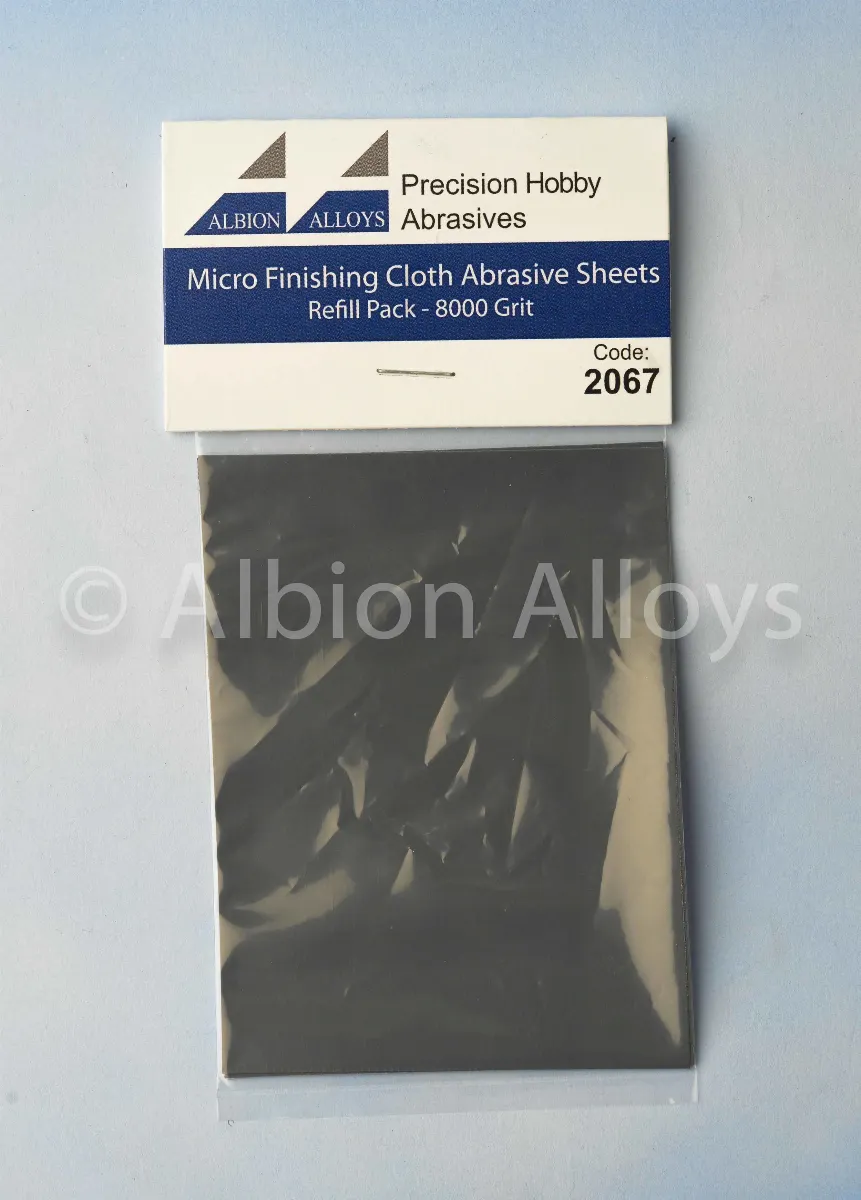 ALBION ALLOYS
Precision Hobby
Abrasives
Micro Finishing Cloth Abrasive Sheets
Refill Pack - 8000 Grit
Code:
2067
© Albion Alloys